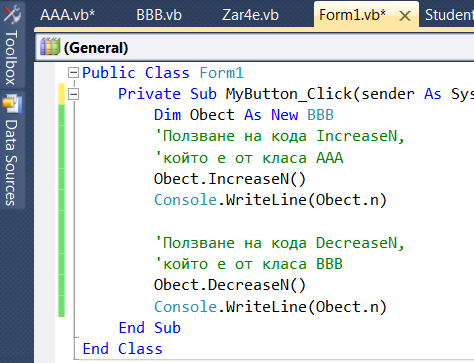 AAA.vb* BBB.vb Zar4e.vb Form1.vb* Student
Toolbox
Data Sources
(General)
Public Class Form1
Private Sub MyButton_Click(sender As Sys
Dim Obect As New BBB
'Ползване на кода IncreaseN,
'който е от класа AAA
Obect.IncreaseN()
Console.WriteLine(Obect.n)
'Ползване на кода DecreaseN,
'който е от класа BBB
Obect.DecreaseN()
Console.WriteLine(Obect.n)
End Sub
End Class